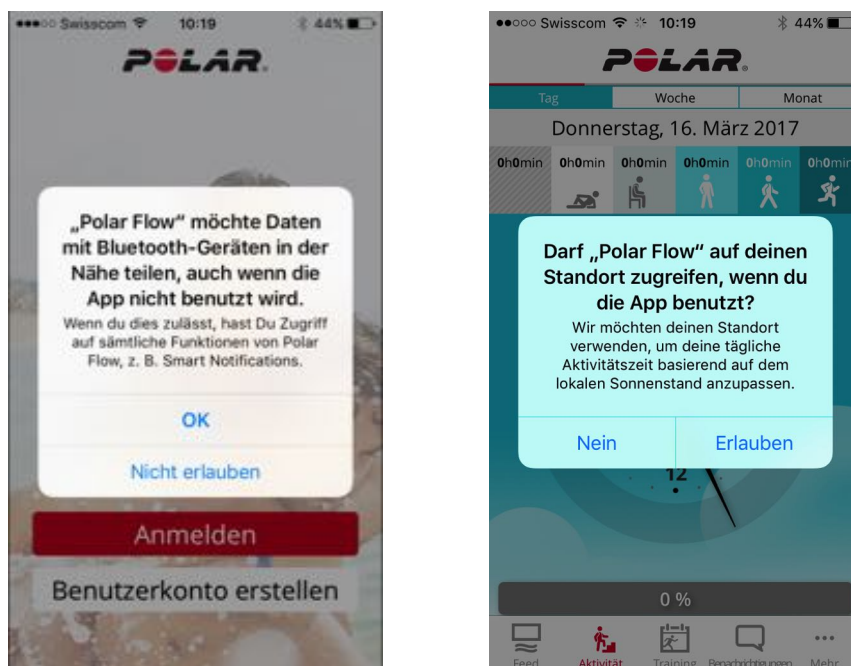 Swisscom 10:19 44%
POLAR
„Polar Flow“ möchte Daten
mit Bluetooth-Geräten in der
Nähe teilen, auch wenn die
App nicht benutzt wird.
Wenn du dies zulässt, hast Du Zugriff
auf sämtliche Funktionen von Polar
Flow, z. B. Smart Notifications.
OK
Nicht erlauben
Anmelden
Benutzerkonto erstellen
Swisscom 10:19 44%
POLAR
Tag Woche Monat
Donnerstag, 16. März 2017
0h0min 0h0min 0h0min 0h0min 0h0min 0h0min
Darf „Polar Flow“ auf deinen
Standort zugreifen, wenn du
die App benutzt?
Wir möchten deinen Standort
verwenden, um deine tägliche
Aktivitätszeit basierend auf dem
lokalen Sonnenstand anzupassen.
Nein Erlauben
12
0 %
Feed Aktivität Training Benachrichtigungen Mehr